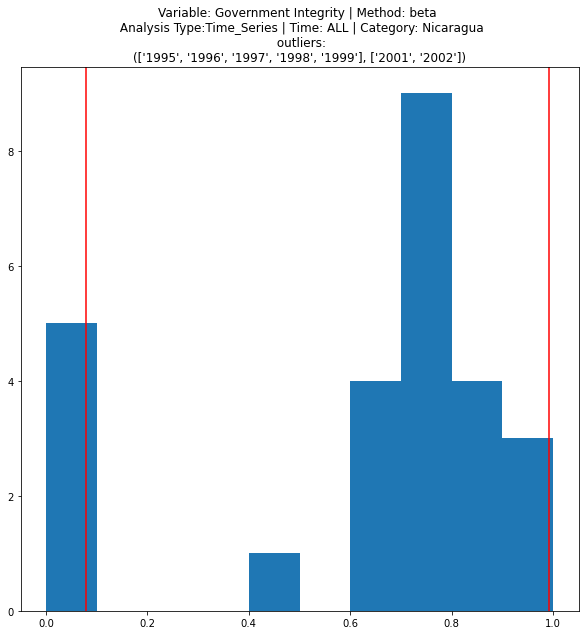 Variable: Government Integrity | Method: beta
Analysis Type:Time_Series | Time: ALL | Category: Nicaragua
outliers:
(['1995', '1996', '1997', '1998', '1999'], ['2001', '2002'])
8
6
4
2
0
0.0 0.2 0.4 0.6 0.8 1.0